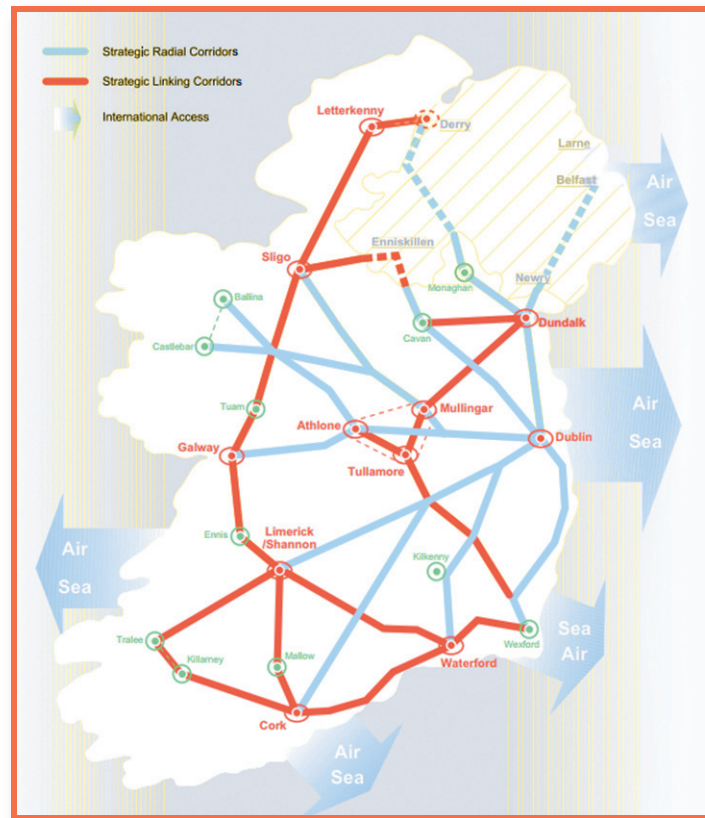 Strategic Radial Corridors
Strategic Linking Corridors
International Access
Letterkenny
Derry
Larne
Belfast
Air
Sea
Enniskillen
Sligo
Monaghan
Newry
Ballina
Cavan
Dundalk
Castlebar
Tuam
Mullingar
Air
Sea
Athlone
Dublin
Galway
Tullamore
Ennis
Limerick
/Shannon
Air
Sea
Kilkenny
Tralee
Killarney
Mallow
Waterford
Wexford
Sea
Air
Cork
Air
Sea